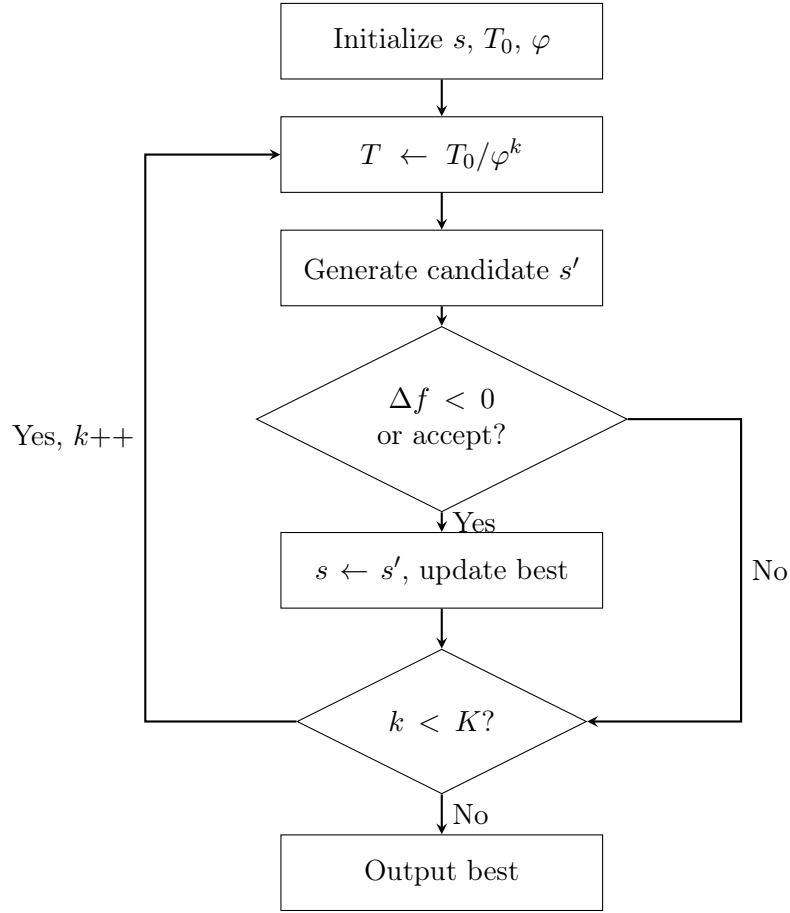 Initialize s, T₀, φ
T ← T₀/φᵏ
Generate candidate s′
Δf < 0
or accept?
Yes, k++
Yes
s ← s′, update best
No
k < K?
No
Output best